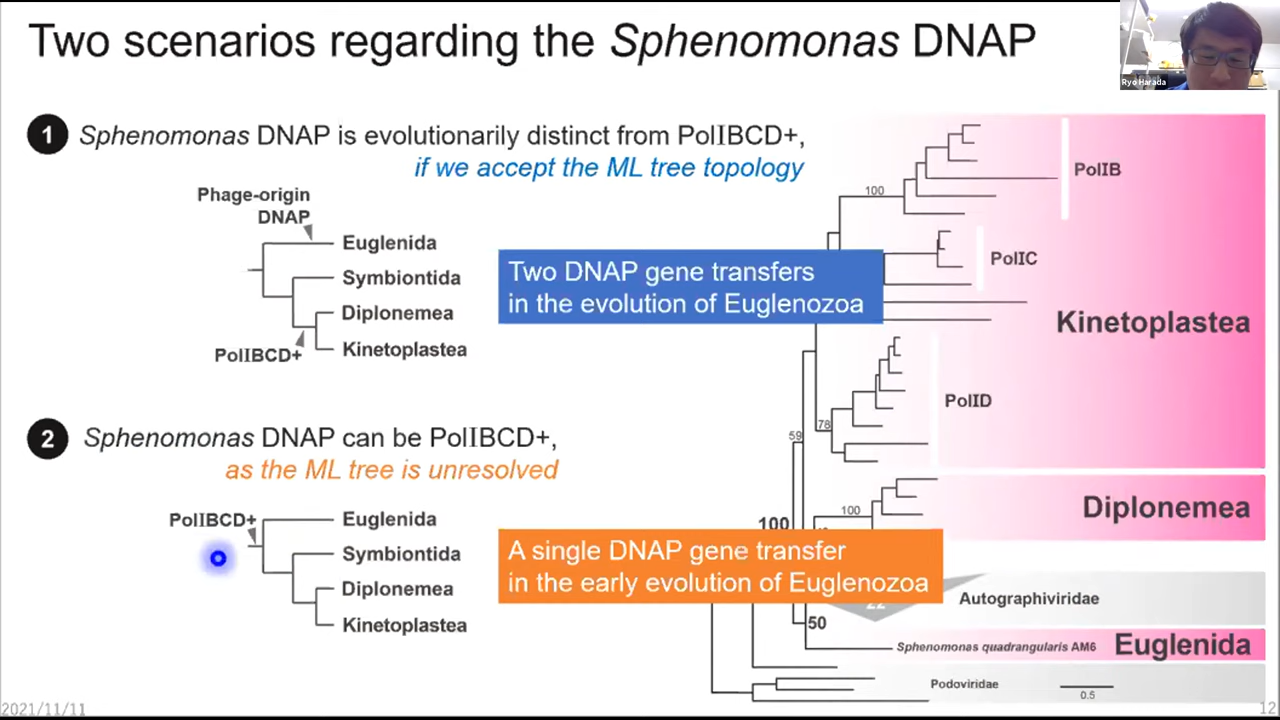 Two scenarios regarding the Sphenomonas DNAP
Ryo Harada
1 Sphenomonas DNAP is evolutionarily distinct from PolIBCD+,
if we accept the ML tree topology
Phage-origin
DNAP
Euglenida
Symbiontida
Diplonemea
PolIBCD+
Kinetoplastea
Two DNAP gene transfers
in the evolution of Euglenozoa
2 Sphenomonas DNAP can be PolIBCD+,
as the ML tree is unresolved
PolIBCD+
Euglenida
Symbiontida
Diplonemea
Kinetoplastea
A single DNAP gene transfer
in the early evolution of Euglenozoa
100
PolIB
PolIC
Kinetoplastea
PolID
78
59
100
Diplonemea
100
Autographiviridae
22
50
Sphenomonas quadrangularis AM6
Euglenida
Podoviridae
0.5
2021/11/11
12